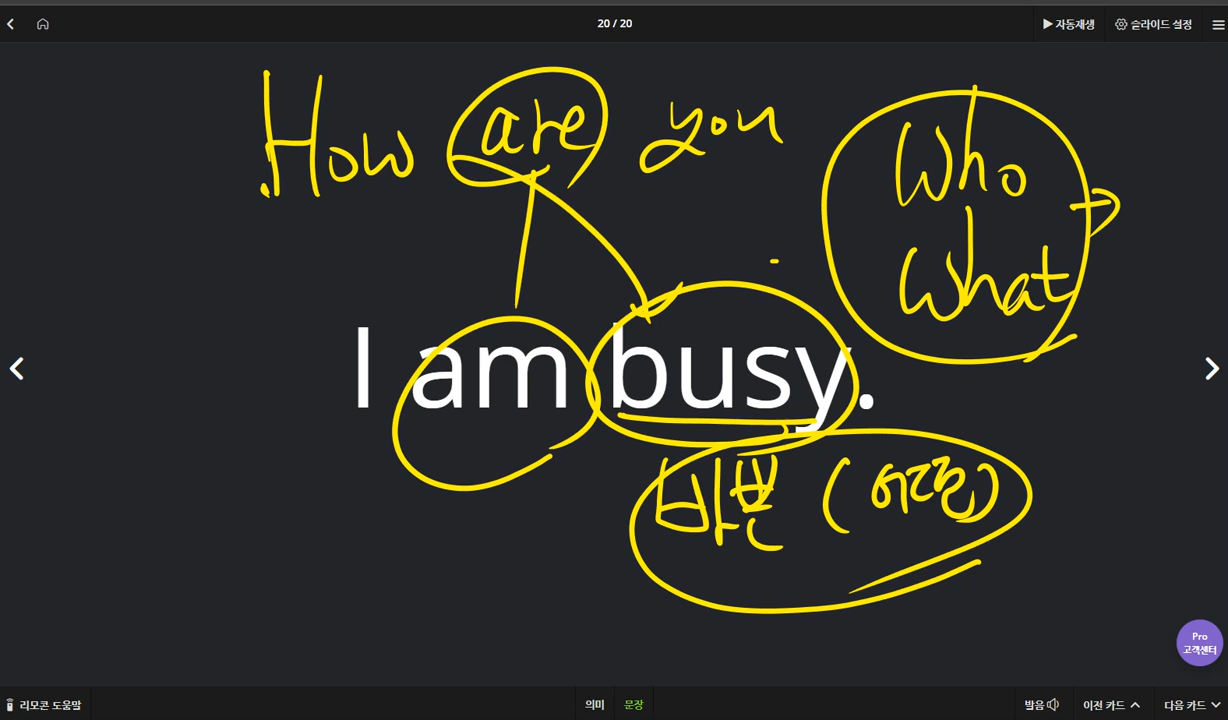 20 / 20
자동재생
슬라이드 설정
How are you
Who
What
I am busy.
바쁜 (
Pro
고객센터
리모콘 도움말
의미
문장
발음
이전 카드
다음 카드